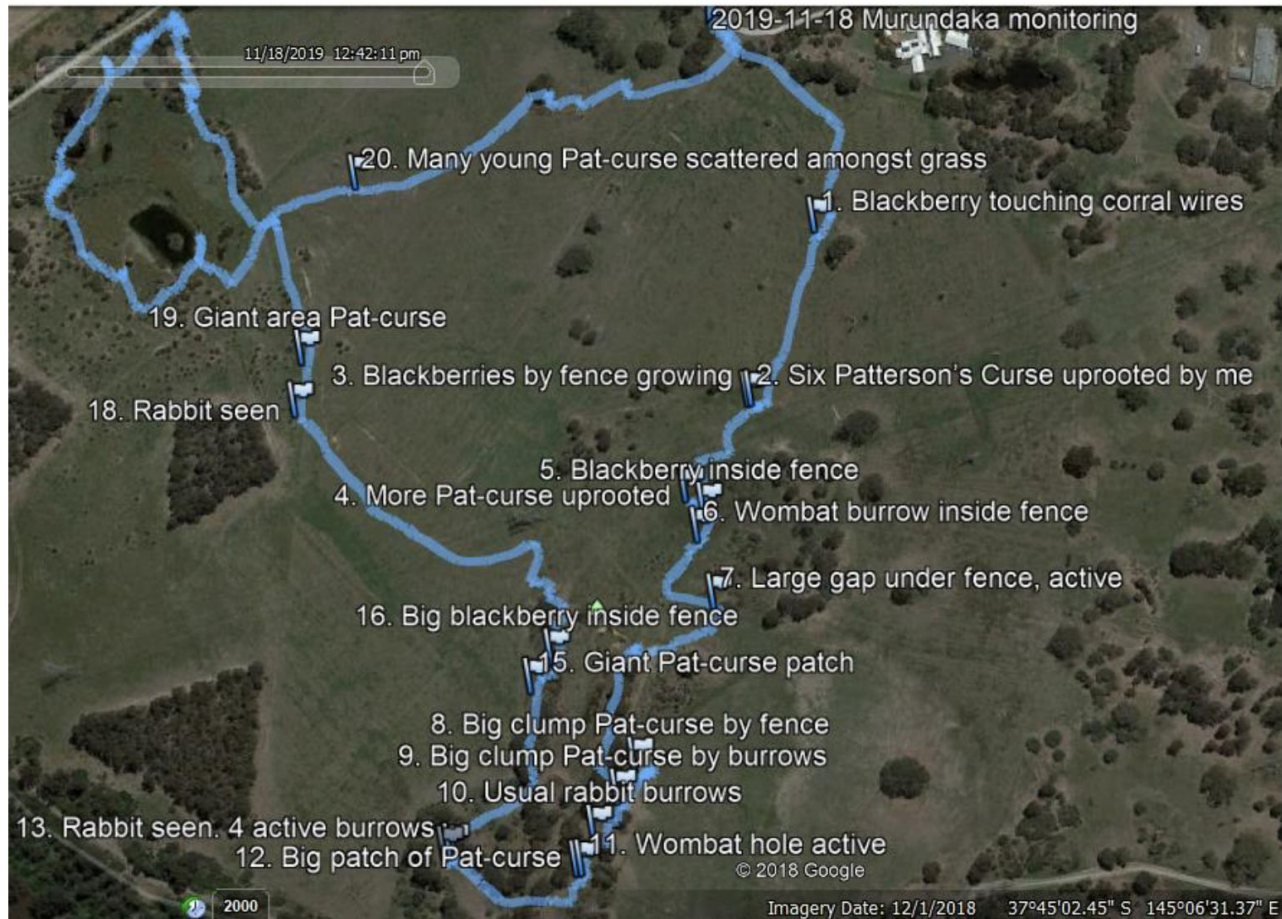 2019-11-18 Murundaka monitoring
11/18/2019 12:42:11 pm
20. Many young Pat-curse scattered amongst grass
1. Blackberry touching corral wires
19. Giant area Pat-curse
3. Blackberries by fence growing
2. Six Patterson's Curse uprooted by me
18. Rabbit seen
5. Blackberry inside fence
4. More Pat-curse uprooted
6. Wombat burrow inside fence
7. Large gap under fence, active
16. Big blackberry inside fence
15. Giant Pat-curse patch
8. Big clump Pat-curse by fence
9. Big clump Pat-curse by burrows
10. Usual rabbit burrows
13. Rabbit seen. 4 active burrows
11. Wombat hole active
12. Big patch of Pat-curse
© 2018 Google
2000
Imagery Date: 12/1/2018 37°45'02.45" S 145°06'31.37" E